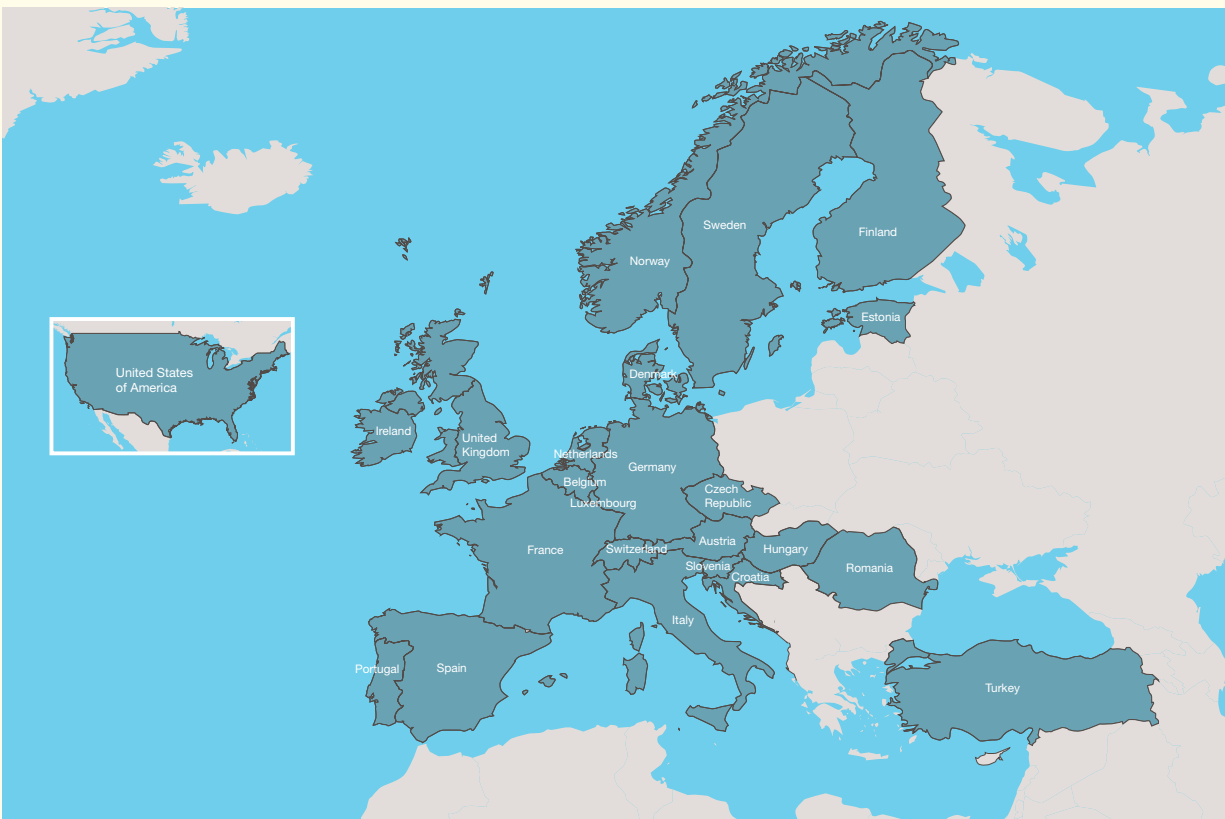 Sweden
Finland
Norway
Estonia
United States
of America
Denmark
Ireland
United
Kingdom
Netherlands
Germany
Belgium
Czech
Republic
Luxembourg
Austria
France
Switzerland
Hungary
Slovenia
Romania
Croatia
Italy
Portugal
Spain
Turkey